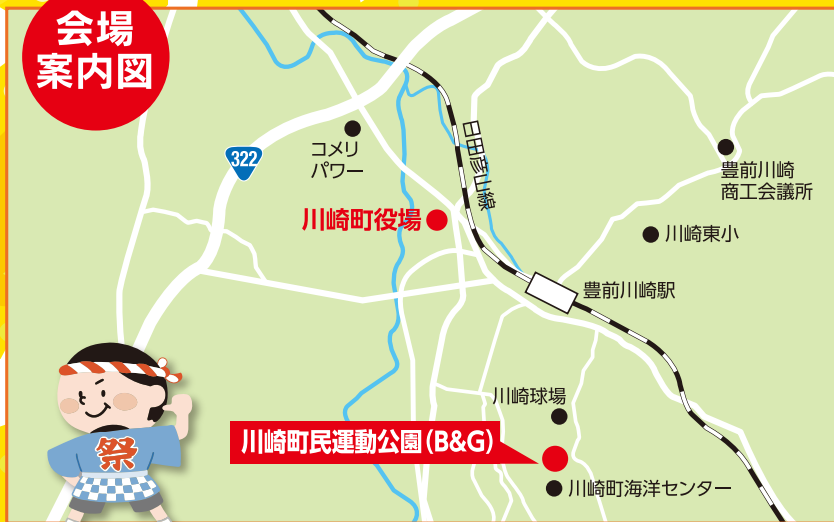 会場
案内図
322
コメリ
パワー
日田彦山線
豊前川崎
商工会議所
川崎町役場
川崎東小
豊前川崎駅
川崎球場
川崎町民運動公園(B&G)
祭
川崎町海洋センター